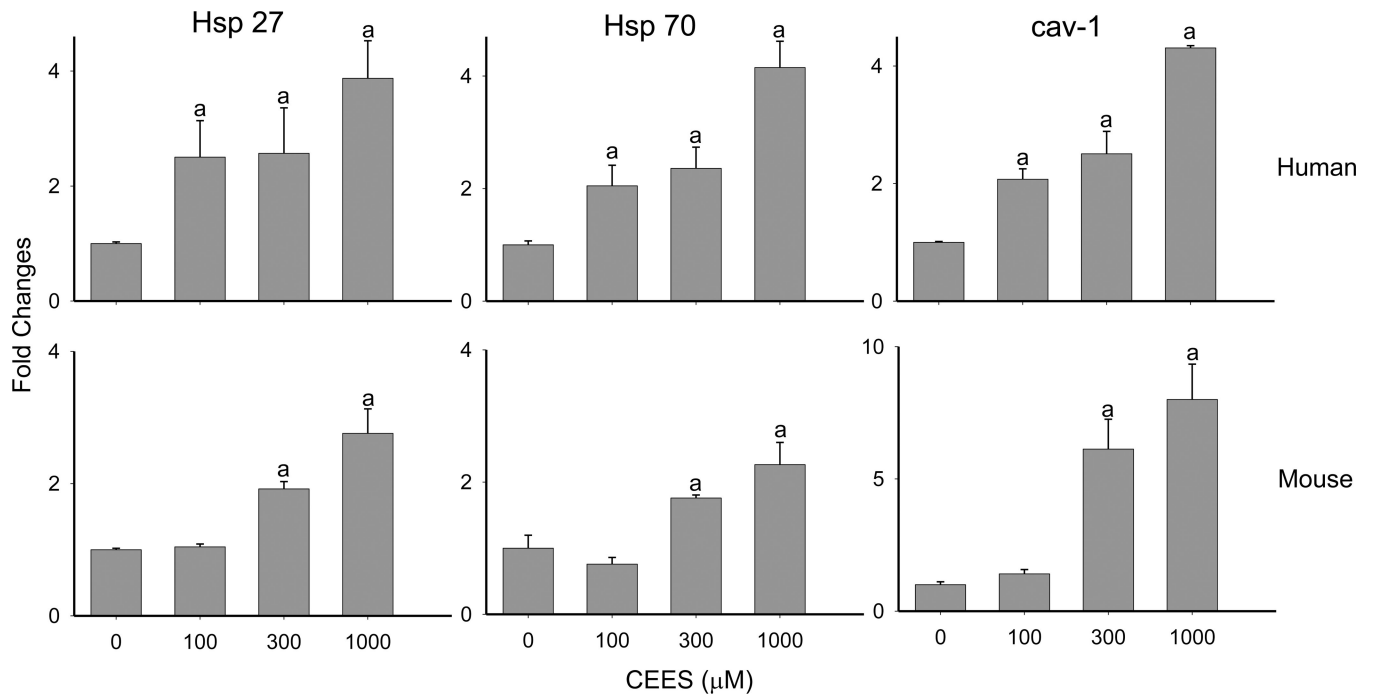 Hsp 27 Hsp 70 cav-1
a a a
a a a
a a a
4 4 4
2 2 2
0 0 0
Human
Fold Changes
4 4 10
a a a
a a a
2 2 5
0 0 0
Mouse
0 100 300 1000 0 100 300 1000 0 100 300 1000
CEES (μM)